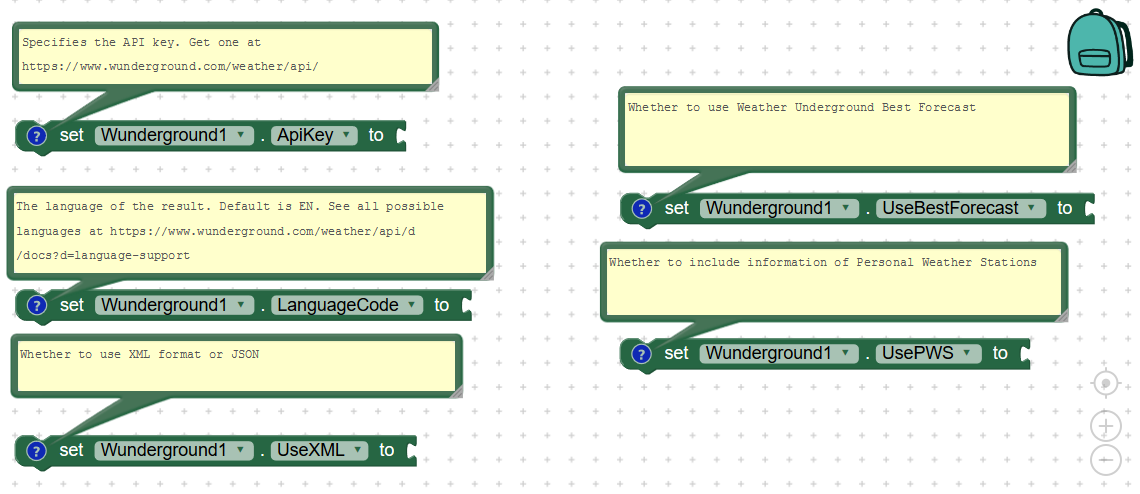 Specifies the API key. Get one at
https://www.wunderground.com/weather/api/
? set Wunderground1 . ApiKey to
The language of the result. Default is EN. See all possible
languages at https://www.wunderground.com/weather/api/d
/docs?d=language-support
? set Wunderground1 . LanguageCode to
Whether to use XML format or JSON
? set Wunderground1 . UseXML to
Whether to use Weather Underground Best Forecast
? set Wunderground1 . UseBestForecast to
Whether to include information of Personal Weather Stations
? set Wunderground1 . UsePWS to